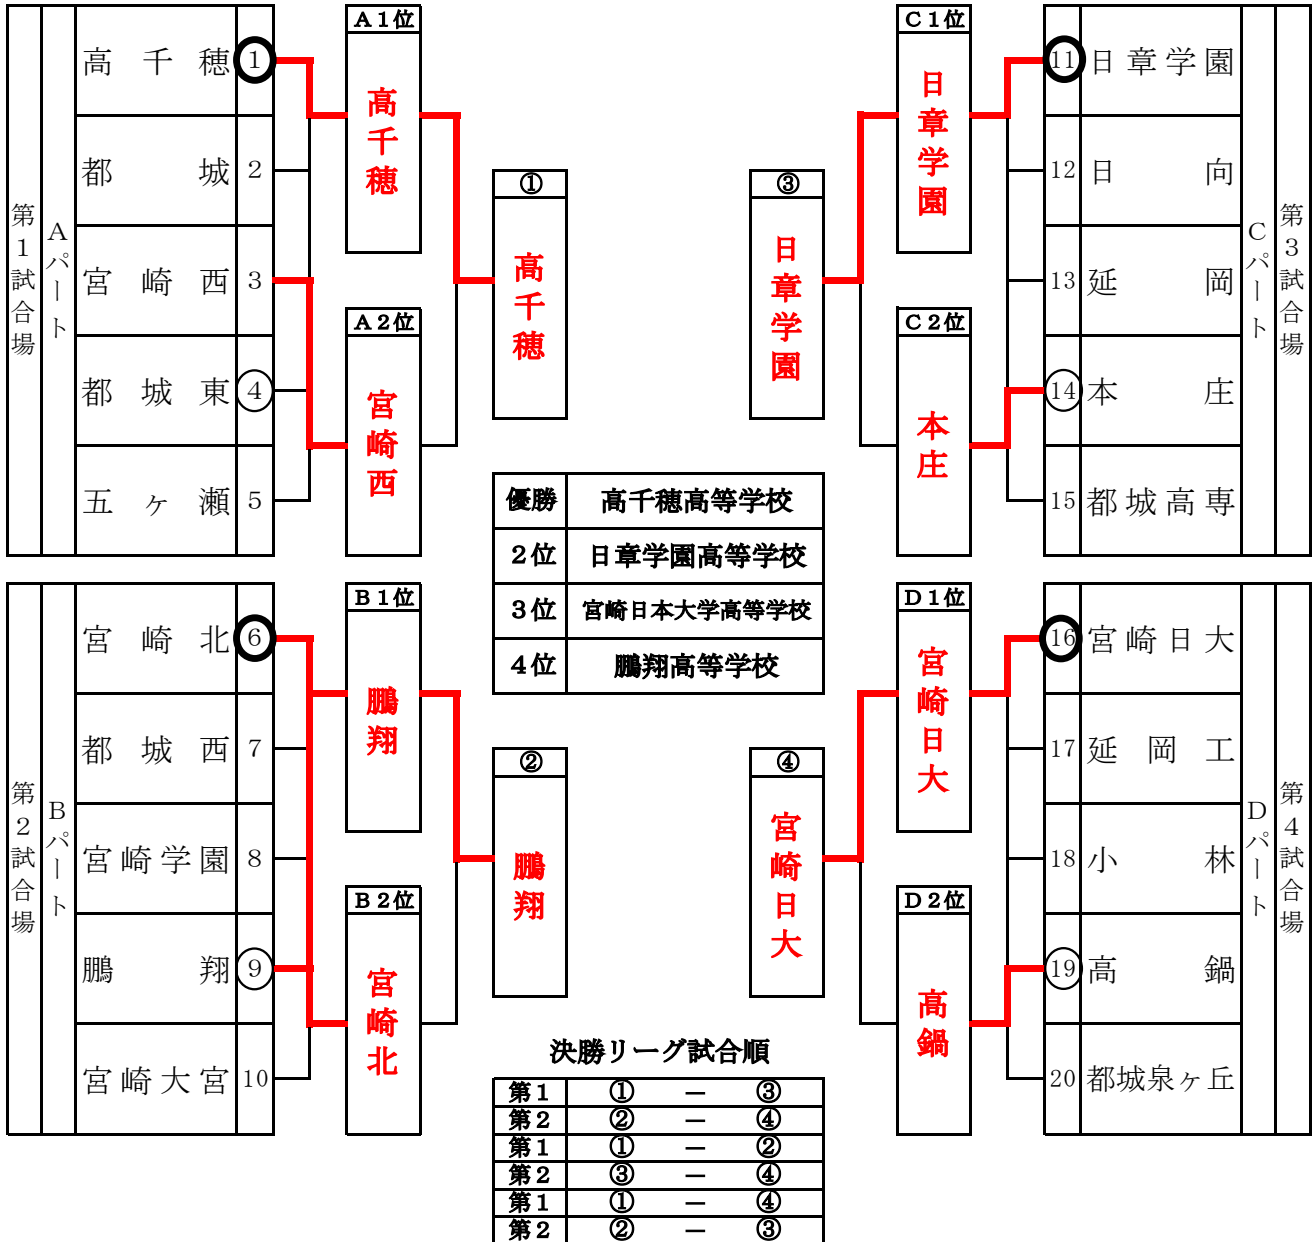 第1試合場
Aパート
高千穂 1
都城 2
宮崎西 3
都城東 4
五ヶ瀬 5
A1位
高千穂
A2位
宮崎西
①
高千穂
第2試合場
Bパート
宮崎北 6
都城西 7
宮崎学園 8
鵬翔 9
宮崎大宮 10
B1位
鵬翔
B2位
宮崎北
②
鵬翔
優勝 高千穂高等学校
2位 日章学園高等学校
3位 宮崎日本大学高等学校
4位 鵬翔高等学校
③
日章学園
C1位
日章学園
C2位
本庄
11 日章学園
12 日向
13 延岡
14 本庄
15 都城高専
Cパート
第3試合場
④
宮崎日大
D1位
宮崎日大
D2位
高鍋
16 宮崎日大
17 延岡工
18 小林
19 高鍋
20 都城泉ヶ丘
Dパート
第4試合場
決勝リーグ試合順
第1 ① － ③
第2 ② － ④
第1 ① － ②
第2 ③ － ④
第1 ① － ④
第2 ② － ③